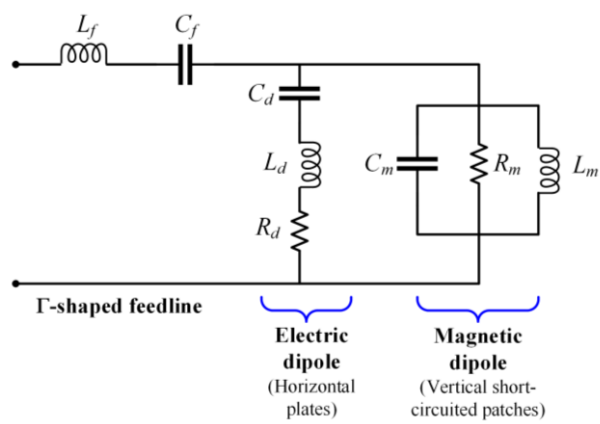 L_f
C_f
C_d
L_d
R_d
C_m
R_m
L_m
Γ-shaped feedline
Electric
dipole
(Horizontal
plates)
Magnetic
dipole
(Vertical short-
circuited patches)